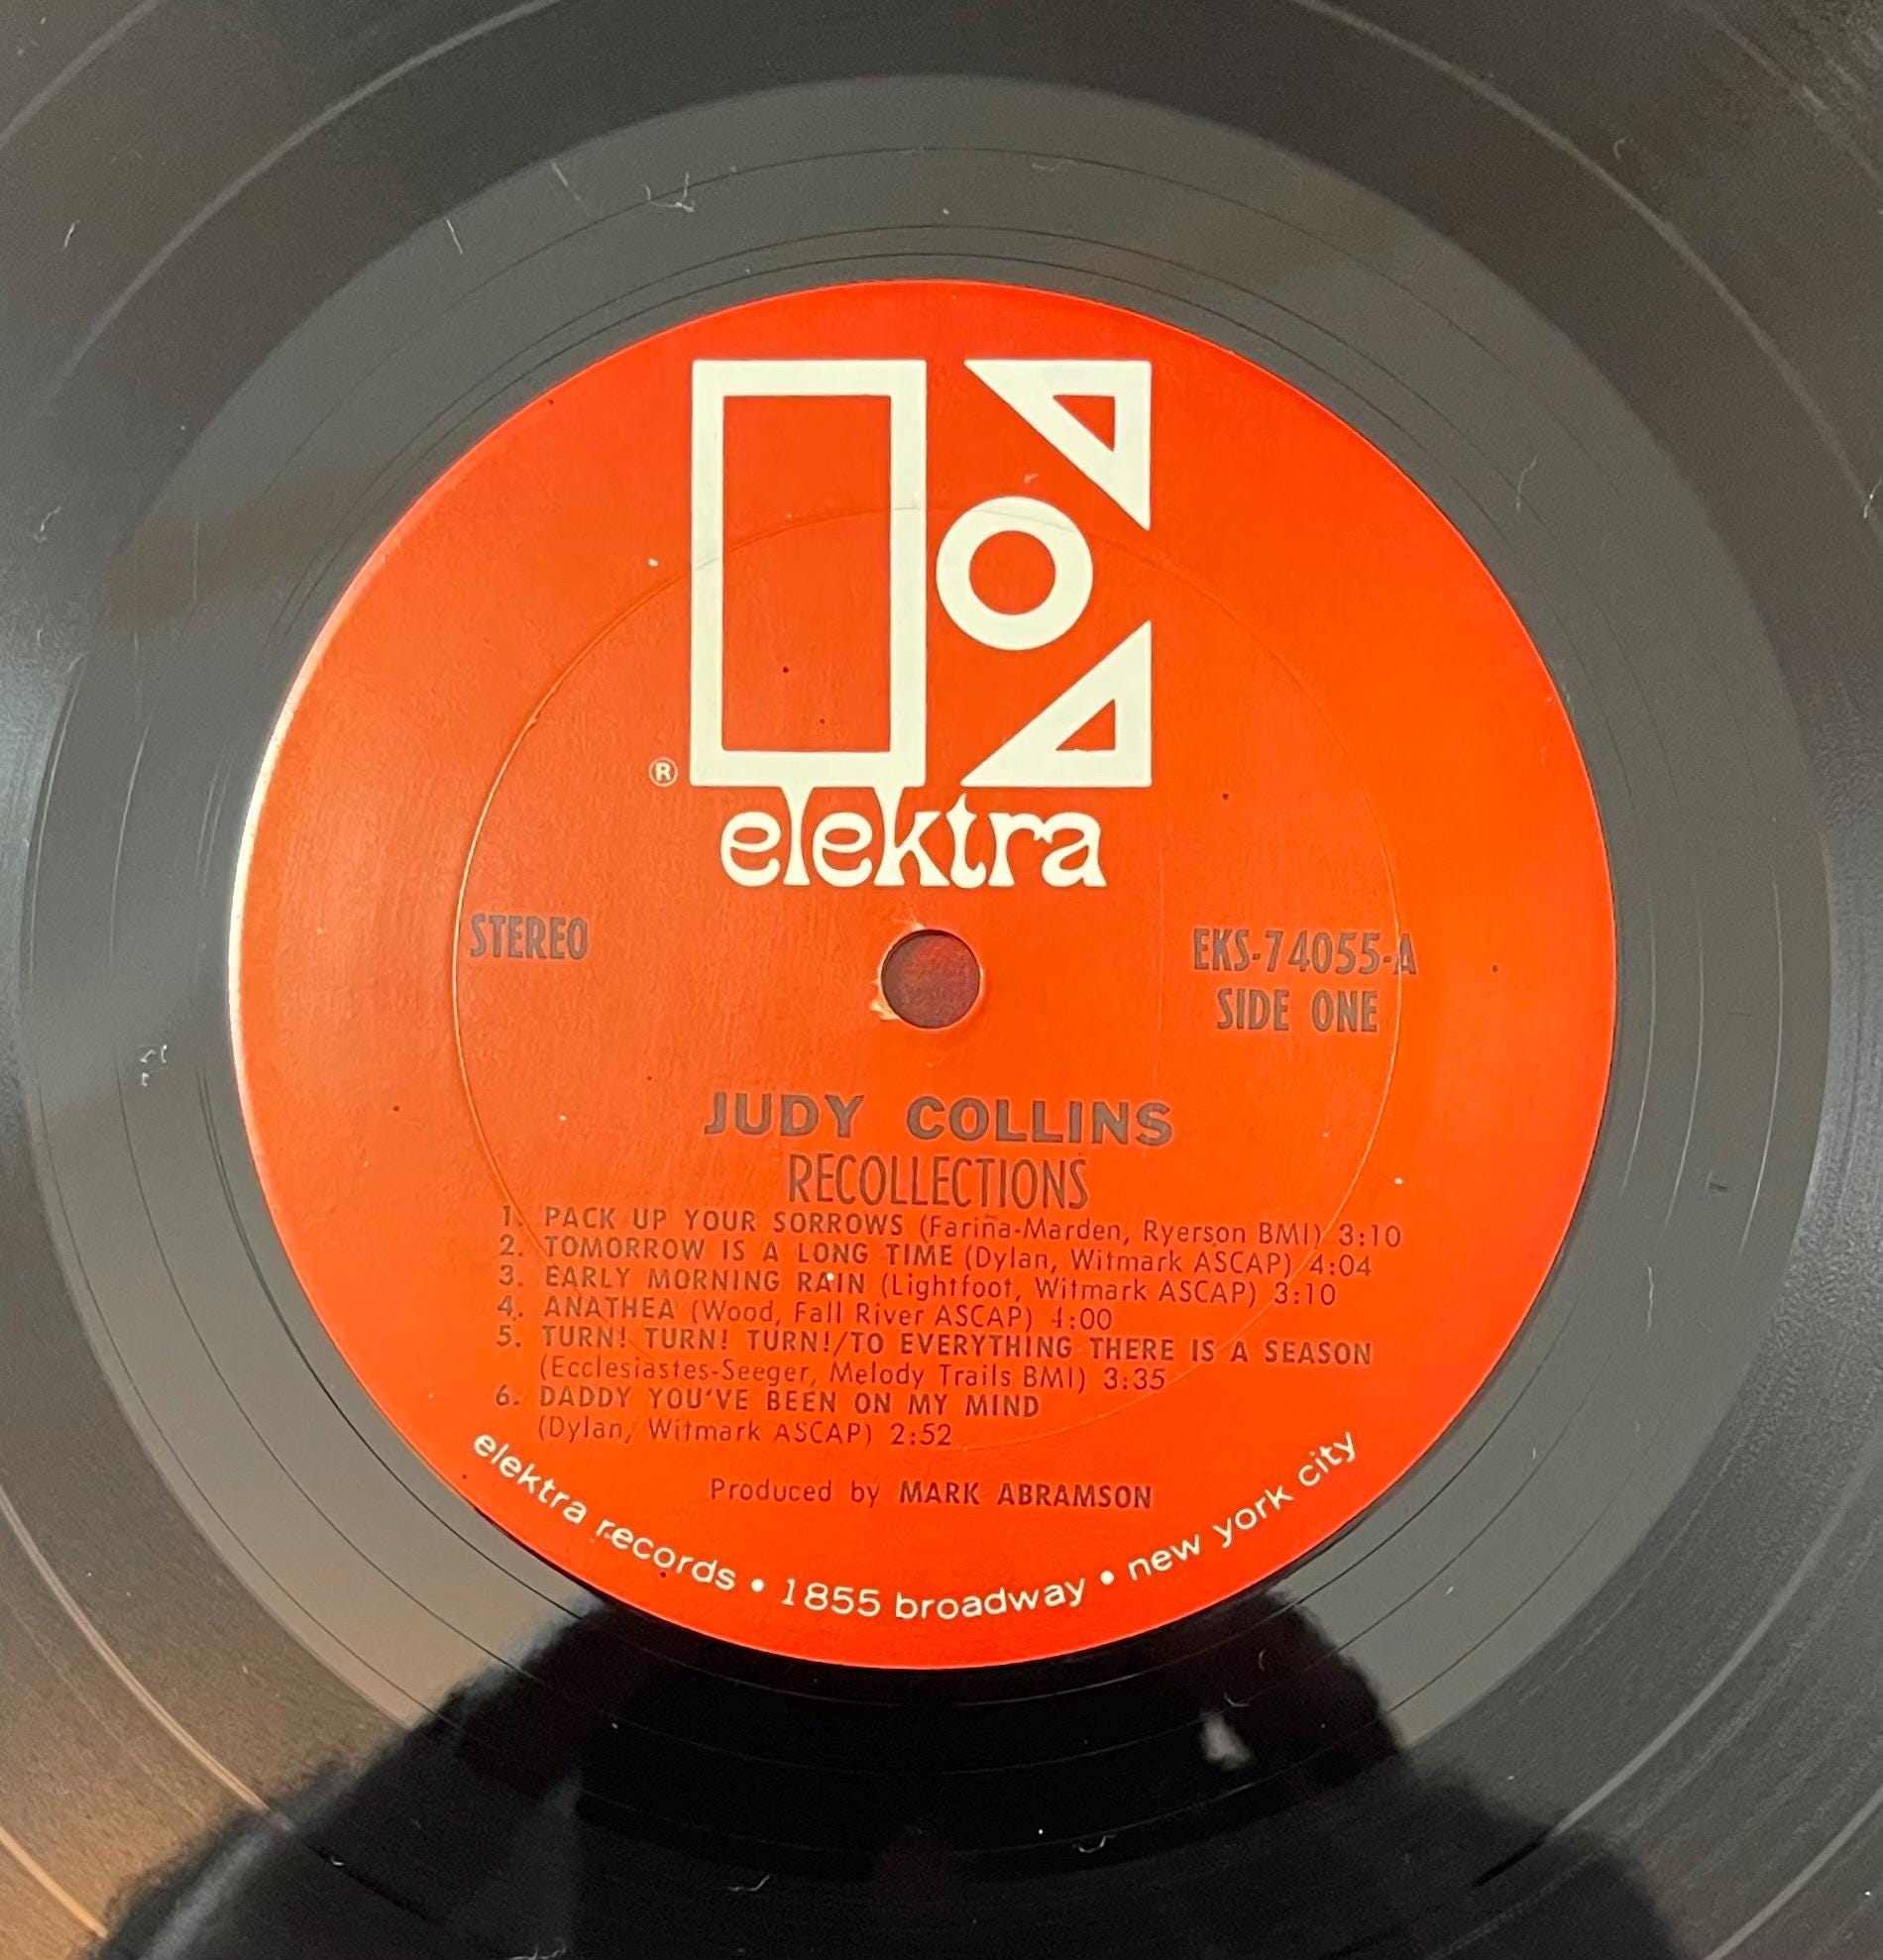 ®
elektra
STEREO
EKS-74055-A
SIDE ONE
JUDY COLLINS
RECOLLECTIONS
1. PACK UP YOUR SORROWS (Fariña-Marden, Ryerson BMI) 3:10
2. TOMORROW IS A LONG TIME (Dylan, Witmark ASCAP) 4:04
3. EARLY MORNING RAIN (Lightfoot, Witmark ASCAP) 3:10
4. ANATHEA (Wood, Fall River ASCAP) 4:00
5. TURN! TURN! TURN!/TO EVERYTHING THERE IS A SEASON
(Ecclesiastes-Seeger, Melody Trails BMI) 3:35
6. DADDY YOU'VE BEEN ON MY MIND
(Dylan, Witmark ASCAP) 2:52
Produced by MARK ABRAMSON
elektra records • 1855 broadway • new york city